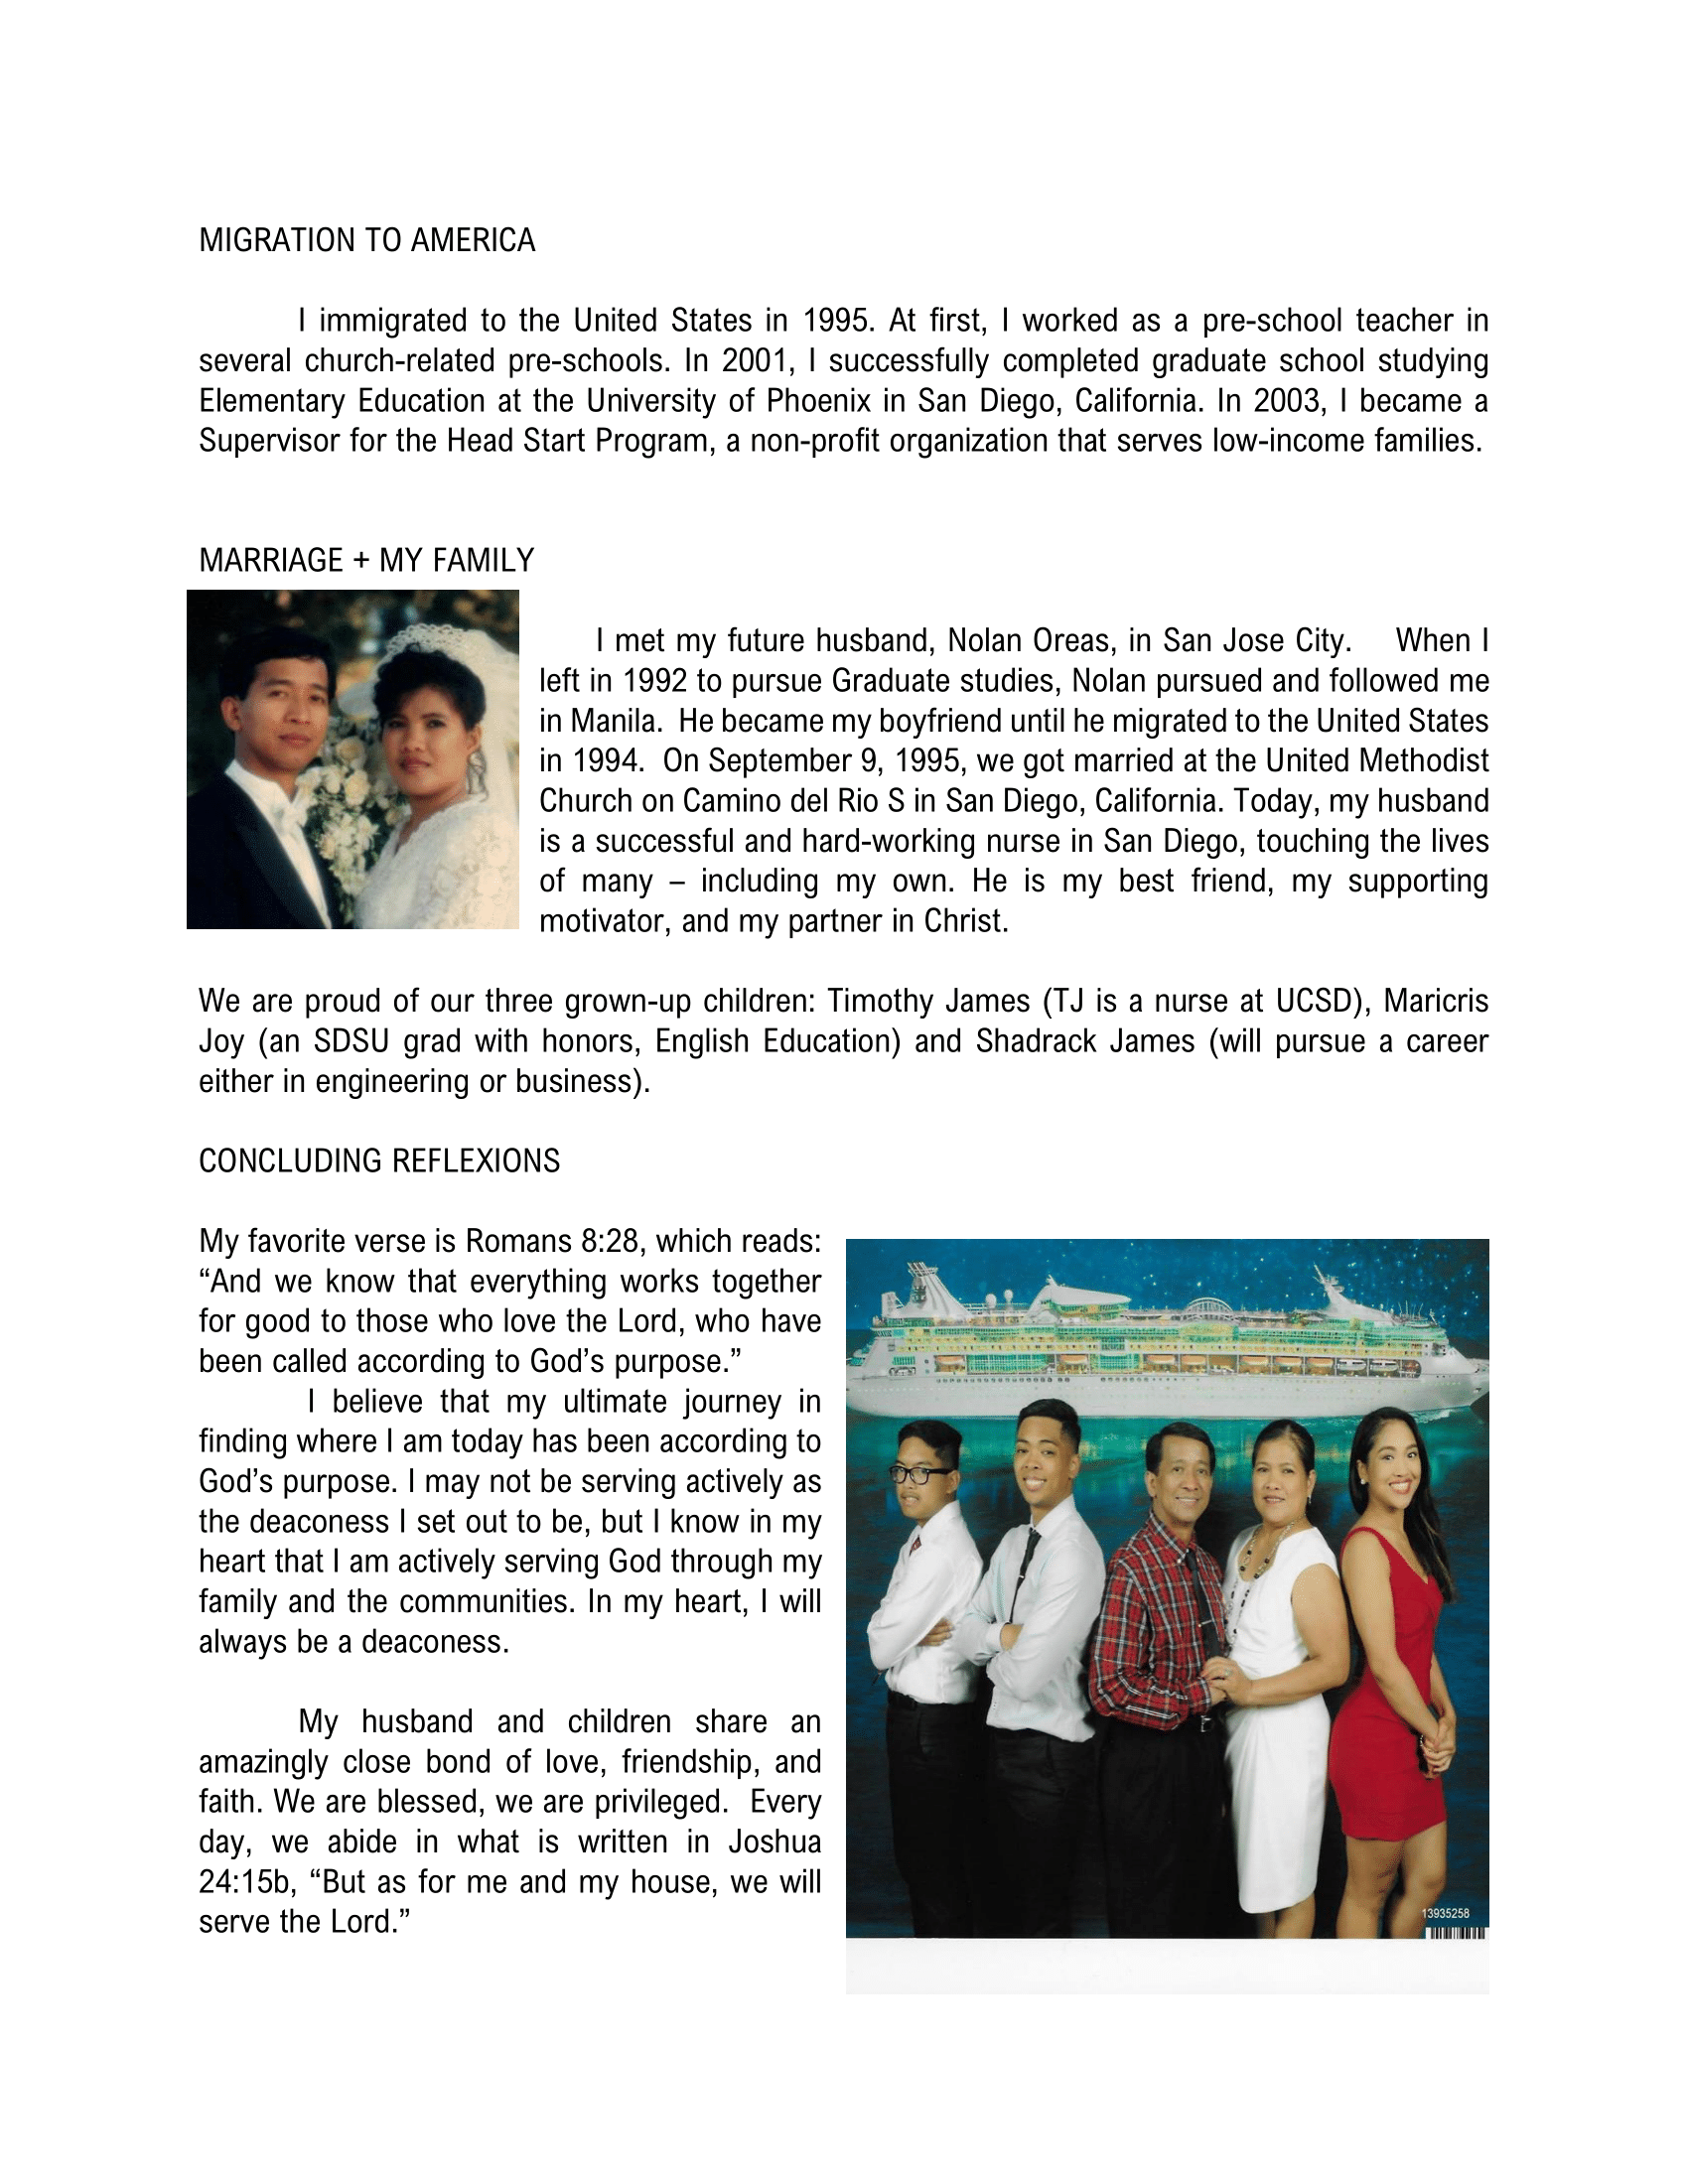 MIGRATION TO AMERICA
I immigrated to the United States in 1995. At first, I worked as a pre-school teacher in
several church-related pre-schools. In 2001, I successfully completed graduate school studying
Elementary Education at the University of Phoenix in San Diego, California. In 2003, I became a
Supervisor for the Head Start Program, a non-profit organization that serves low-income families.
MARRIAGE + MY FAMILY
I met my future husband, Nolan Oreas, in San Jose City. When I
left in 1992 to pursue Graduate studies, Nolan pursued and followed me
in Manila. He became my boyfriend until he migrated to the United States
in 1994. On September 9, 1995, we got married at the United Methodist
Church on Camino del Rio S in San Diego, California. Today, my husband
is a successful and hard-working nurse in San Diego, touching the lives
of many – including my own. He is my best friend, my supporting
motivator, and my partner in Christ.
We are proud of our three grown-up children: Timothy James (TJ is a nurse at UCSD), Maricris
Joy (an SDSU grad with honors, English Education) and Shadrack James (will pursue a career
either in engineering or business).
CONCLUDING REFLEXIONS
My favorite verse is Romans 8:28, which reads:
“And we know that everything works together
for good to those who love the Lord, who have
been called according to God’s purpose.”
I believe that my ultimate journey in
finding where I am today has been according to
God’s purpose. I may not be serving actively as
the deaconess I set out to be, but I know in my
heart that I am actively serving God through my
family and the communities. In my heart, I will
always be a deaconess.
My husband and children share an
amazingly close bond of love, friendship, and
faith. We are blessed, we are privileged. Every
day, we abide in what is written in Joshua
24:15b, “But as for me and my house, we will
serve the Lord.”
13935258